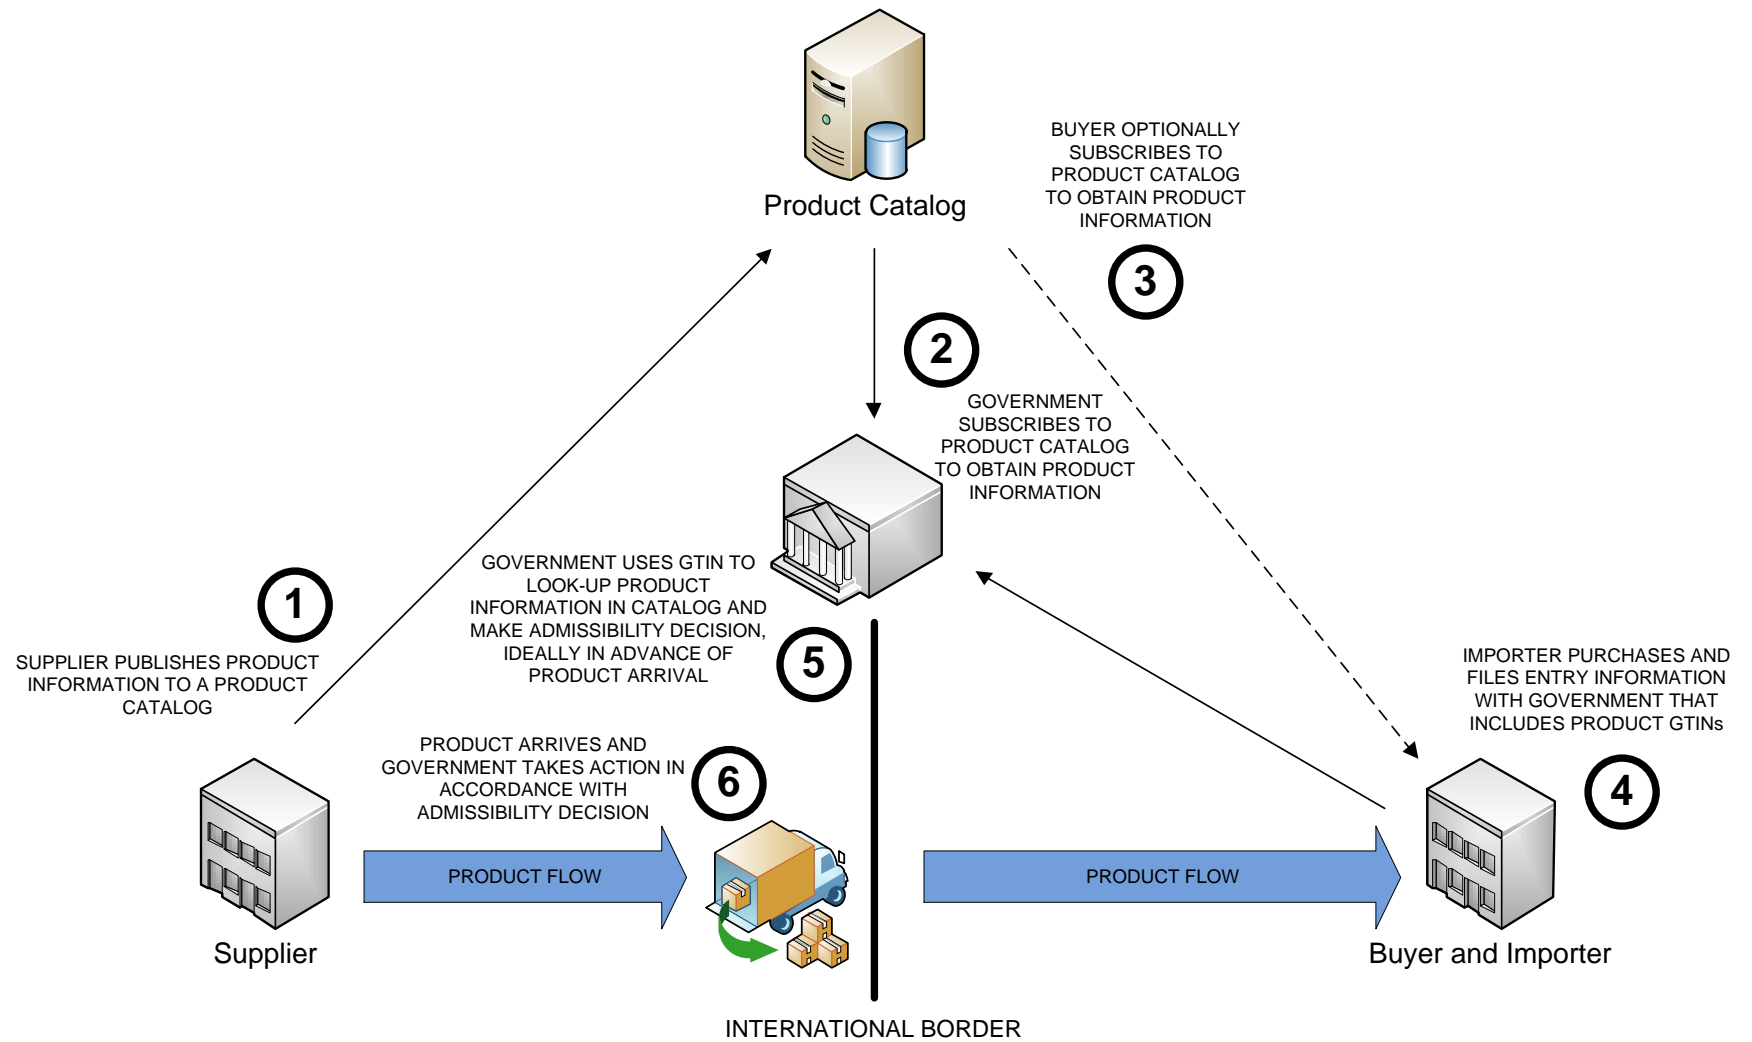 Product Catalog
BUYER OPTIONALLY
SUBSCRIBES TO
PRODUCT CATALOG
TO OBTAIN PRODUCT
INFORMATION
3
2
GOVERNMENT
SUBSCRIBES TO
PRODUCT CATALOG
TO OBTAIN PRODUCT
INFORMATION
1
SUPPLIER PUBLISHES PRODUCT
INFORMATION TO A PRODUCT
CATALOG
GOVERNMENT USES GTIN TO
LOOK-UP PRODUCT
INFORMATION IN CATALOG AND
MAKE ADMISSIBILITY DECISION,
IDEALLY IN ADVANCE OF
PRODUCT ARRIVAL
5
IMPORTER PURCHASES AND
FILES ENTRY INFORMATION
WITH GOVERNMENT THAT
INCLUDES PRODUCT GTINs
4
PRODUCT ARRIVES AND
GOVERNMENT TAKES ACTION IN
ACCORDANCE WITH
ADMISSIBILITY DECISION
6
PRODUCT FLOW
PRODUCT FLOW
Supplier
Buyer and Importer
INTERNATIONAL BORDER